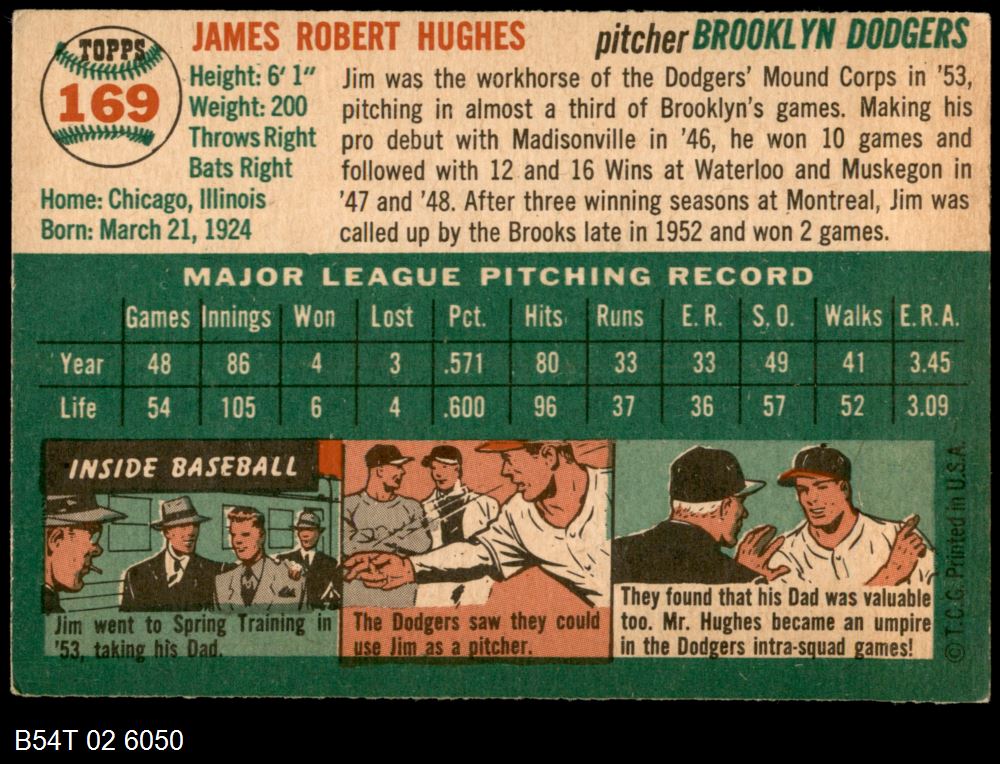 TOPPS
169
JAMES ROBERT HUGHES
pitcher BROOKLYN DODGERS
Height: 6' 1"
Weight: 200
Throws Right
Bats Right
Home: Chicago, Illinois
Born: March 21, 1924
Jim was the workhorse of the Dodgers' Mound Corps in '53,
pitching in almost a third of Brooklyn's games. Making his
pro debut with Madisonville in '46, he won 10 games and
followed with 12 and 16 Wins at Waterloo and Muskegon in
'47 and '48. After three winning seasons at Montreal, Jim was
called up by the Brooks late in 1952 and won 2 games.
MAJOR LEAGUE PITCHING RECORD
Games Innings Won Lost Pct. Hits Runs E. R. S. O. Walks E.R.A.
Year 48 86 4 3 .571 80 33 33 49 41 3.45
Life 54 105 6 4 .600 96 37 36 57 52 3.09
INSIDE BASEBALL
Jim went to Spring Training in
'53, taking his Dad.
The Dodgers saw they could
use Jim as a pitcher.
They found that his Dad was valuable
too. Mr. Hughes became an umpire
in the Dodgers intra-squad games!
© T.C.G. Printed in U.S.A.
B54T 02 6050